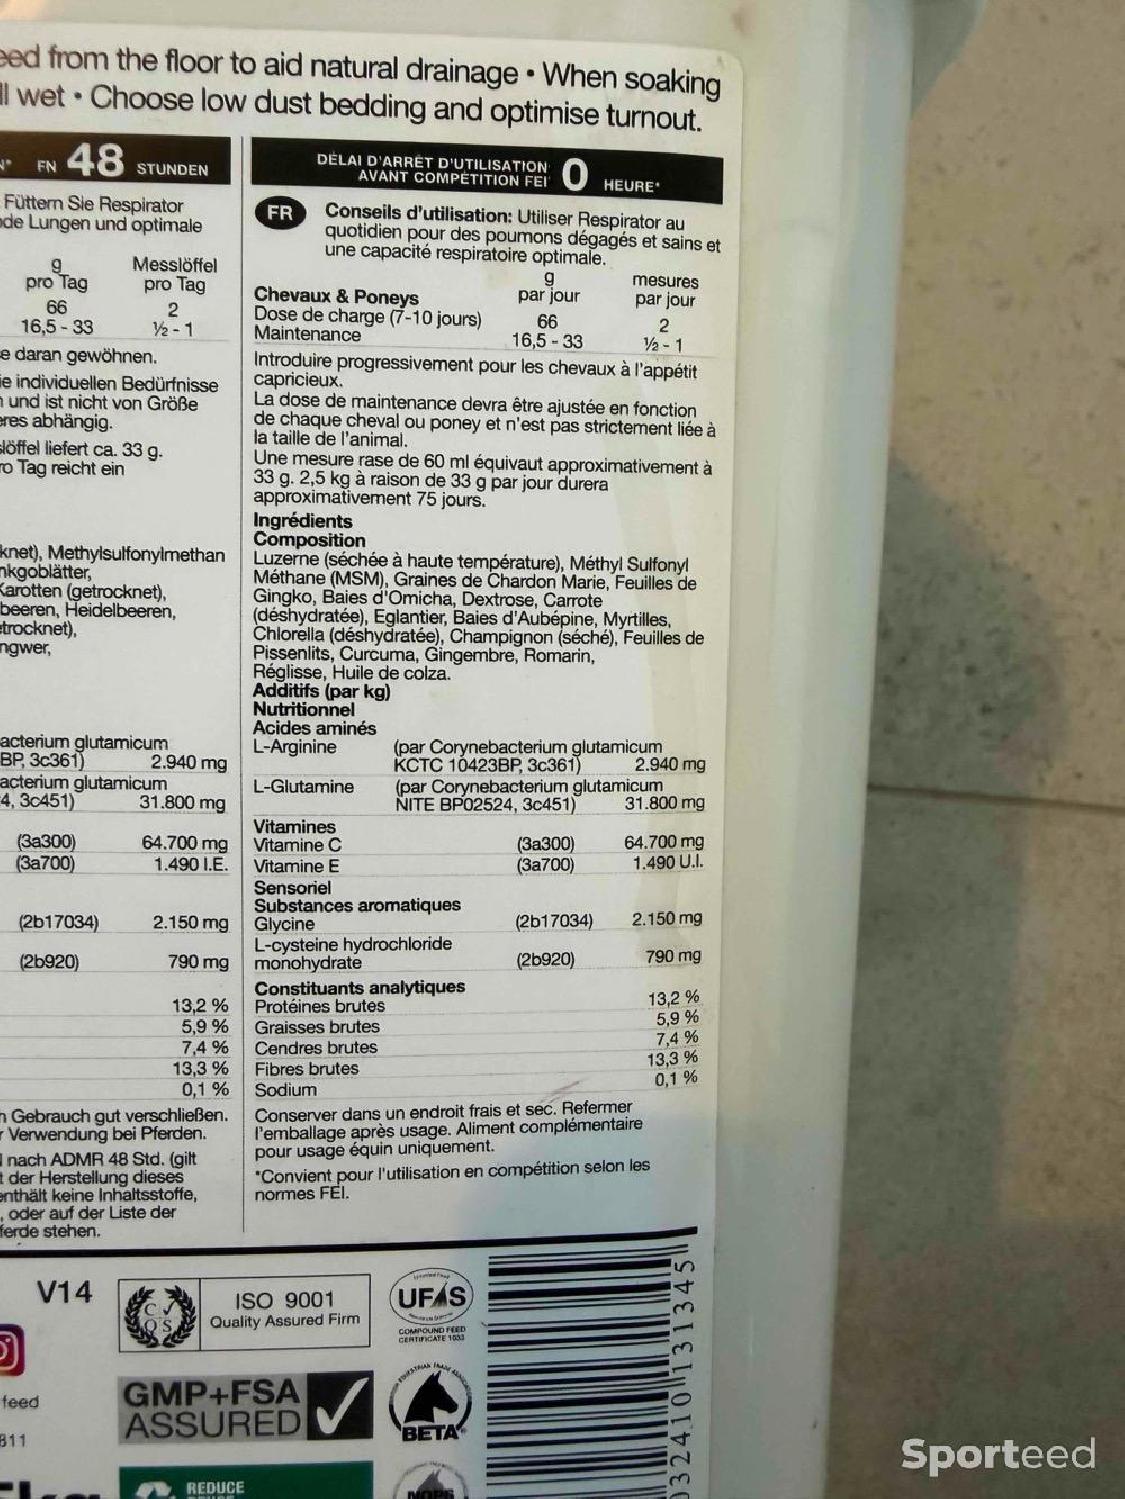 eed from the floor to aid natural drainage • When soaking
ll wet • Choose low dust bedding and optimise turnout.
FN 48 STUNDEN
Füttern Sie Respirator
de Lungen und optimale
g Messlöffel
pro Tag pro Tag
66 2
16,5 - 33 ½ - 1
e daran gewöhnen.
ie individuellen Bedürfnisse
n und ist nicht von Größe
eres abhängig.
slöffel liefert ca. 33 g.
ro Tag reicht ein
knet), Methylsulfonylmethan
nkgoblätter,
Karotten (getrocknet),
beeren, Heidelbeeren,
etrocknet),
ngwer,
acterium glutamicum
BP, 3c361) 2.940 mg
acterium glutamicum
4, 3c451) 31.800 mg
(3a300) 64.700 mg
(3a700) 1.490 I.E.
(2b17034) 2.150 mg
(2b920) 790 mg
13,2 %
5,9 %
7,4 %
13,3 %
0,1 %
h Gebrauch gut verschließen.
r Verwendung bei Pferden.
l nach ADMR 48 Std. (gilt
t der Herstellung dieses
enthält keine Inhaltsstoffe,
, oder auf der Liste der
ferde stehen.
DÉLAI D'ARRÊT D'UTILISATION
AVANT COMPÉTITION FEI 0 HEURE*
FR Conseils d'utilisation: Utiliser Respirator au
quotidien pour des poumons dégagés et sains et
une capacité respiratoire optimale.
g mesures
par jour par jour
Chevaux & Poneys
Dose de charge (7-10 jours) 66 2
Maintenance 16,5 - 33 ½ - 1
Introduire progressivement pour les chevaux à l'appétit
capricieux.
La dose de maintenance devra être ajustée en fonction
de chaque cheval ou poney et n'est pas strictement liée à
la taille de l'animal.
Une mesure rase de 60 ml équivaut approximativement à
33 g. 2,5 kg à raison de 33 g par jour durera
approximativement 75 jours.
Ingrédients
Composition
Luzerne (séchée à haute température), Méthyl Sulfonyl
Méthane (MSM), Graines de Chardon Marie, Feuilles de
Gingko, Baies d'Omicha, Dextrose, Carrote
(déshydratée), Eglantier, Baies d'Aubépine, Myrtilles,
Chlorella (déshydratée), Champignon (séché), Feuilles de
Pissenlits, Curcuma, Gingembre, Romarin,
Réglisse, Huile de colza.
Additifs (par kg)
Nutritionnel
Acides aminés
L-Arginine (par Corynebacterium glutamicum
KCTC 10423BP, 3c361) 2.940 mg
L-Glutamine (par Corynebacterium glutamicum
NITE BP02524, 3c451) 31.800 mg
Vitamines
Vitamine C (3a300) 64.700 mg
Vitamine E (3a700) 1.490 U.I.
Sensoriel
Substances aromatiques
Glycine (2b17034) 2.150 mg
L-cysteine hydrochloride
monohydrate (2b920) 790 mg
Constituants analytiques
Protéines brutes 13,2 %
Graisses brutes 5,9 %
Cendres brutes 7,4 %
Fibres brutes 13,3 %
Sodium 0,1 %
Conserver dans un endroit frais et sec. Refermer
l'emballage après usage. Aliment complémentaire
pour usage équin uniquement.
*Convient pour l'utilisation en compétition selon les
normes FEI.
V14
CQS
ISO 9001
Quality Assured Firm
UFAS
COMPOUND FEED
CERTIFICATE 1033
feed
GMP+FSA
ASSURED
BETA
811
REDUCE
NOPS
032410 131345
Sporteed